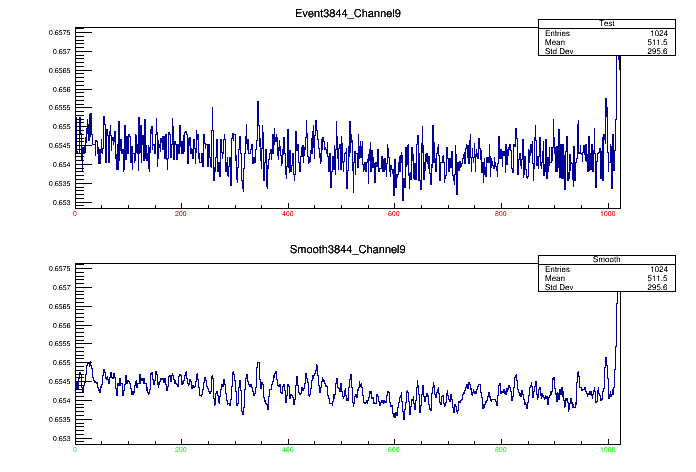 Event3844_Channel9
Test
Entries 1024
Mean 511.5
Std Dev 295.6
0.6575
0.657
0.6565
0.656
0.6555
0.655
0.6545
0.654
0.6535
0.653
0 200 400 600 800 1000
Smooth3844_Channel9
Smooth
Entries 1024
Mean 511.5
Std Dev 295.6
0.6575
0.657
0.6565
0.656
0.6555
0.655
0.6545
0.654
0.6535
0.653
0 200 400 600 800 1000